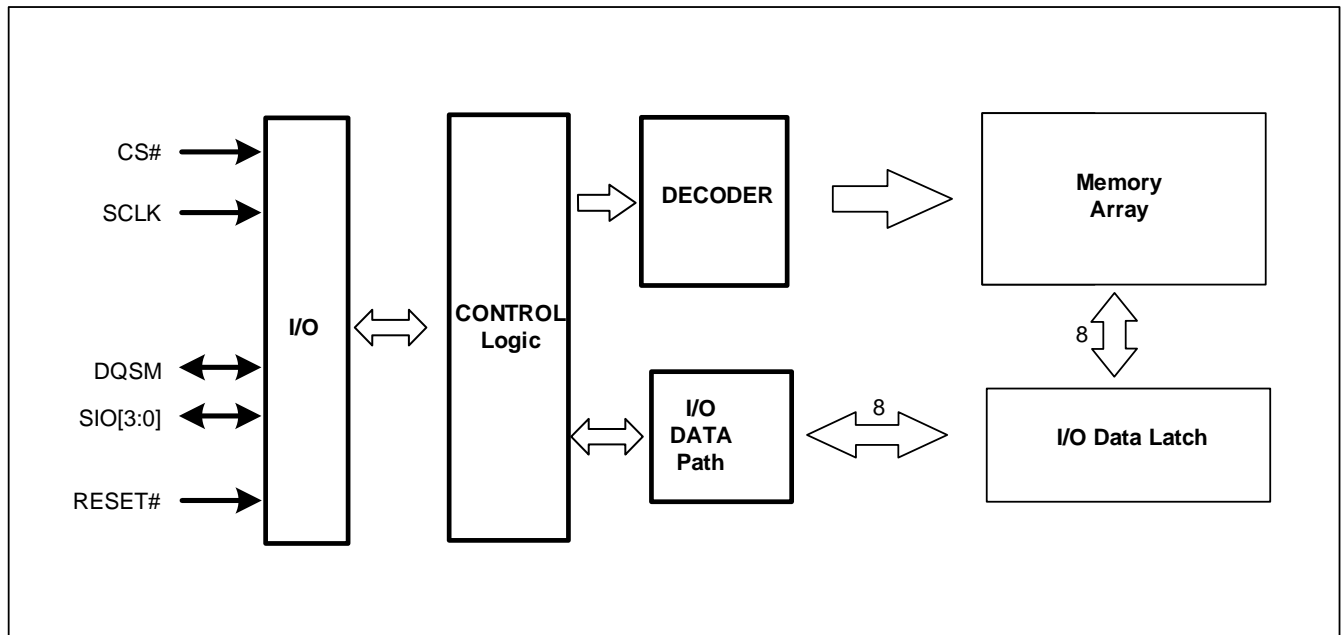 CS#
SCLK
DQSM
SIO[3:0]
RESET#
I/O
CONTROL
Logic
DECODER
I/O
DATA
Path
8
Memory
Array
8
I/O Data Latch